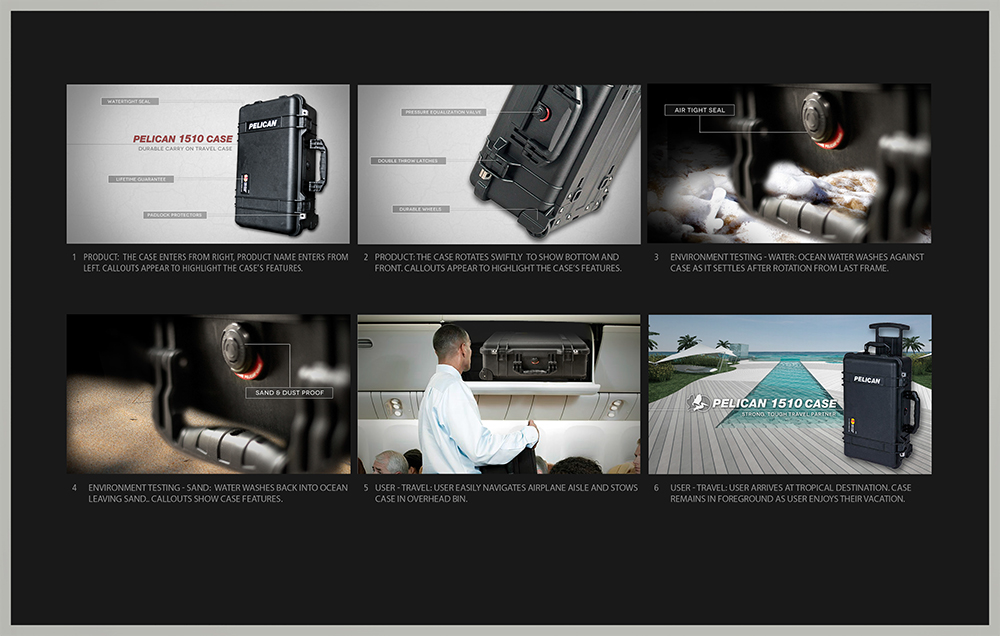 WATERTIGHT SEAL
PELICAN
PELICAN 1510 CASE
DURABLE CARRY ON TRAVEL CASE
LIFETIME GUARANTEE
PADLOCK PROTECTORS
1 PRODUCT: THE CASE ENTERS FROM RIGHT, PRODUCT NAME ENTERS FROM
LEFT. CALLOUTS APPEAR TO HIGHLIGHT THE CASE'S FEATURES.
PRESSURE EQUALIZATION VALVE
DOUBLE THROW LATCHES
DURABLE WHEELS
2 PRODUCT: THE CASE ROTATES SWIFTLY TO SHOW BOTTOM AND
FRONT. CALLOUTS APPEAR TO HIGHLIGHT THE CASE'S FEATURES.
AIR TIGHT SEAL
3 ENVIRONMENT TESTING - WATER: OCEAN WATER WASHES AGAINST
CASE AS IT SETTLES AFTER ROTATION FROM LAST FRAME.
SAND & DUST PROOF
4 ENVIRONMENT TESTING - SAND: WATER WASHES BACK INTO OCEAN
LEAVING SAND.. CALLOUTS SHOW CASE FEATURES.
5 USER - TRAVEL: USER EASILY NAVIGATES AIRPLANE AISLE AND STOWS
CASE IN OVERHEAD BIN.
PELICAN
PELICAN 1510 CASE
STRONG, TOUGH TRAVEL PARTNER
6 USER - TRAVEL: USER ARRIVES AT TROPICAL DESTINATION. CASE
REMAINS IN FOREGROUND AS USER ENJOYS THEIR VACATION.